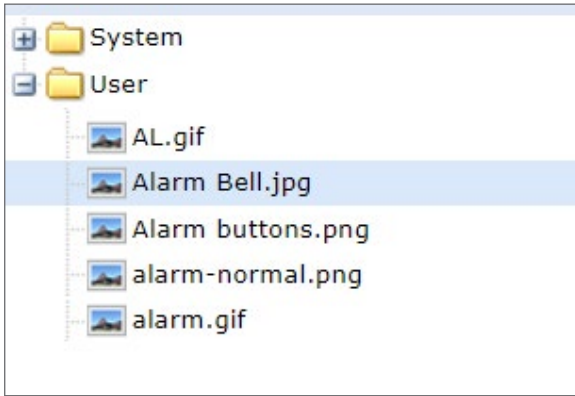 System
User
AL.gif
Alarm Bell.jpg
Alarm buttons.png
alarm-normal.png
alarm.gif